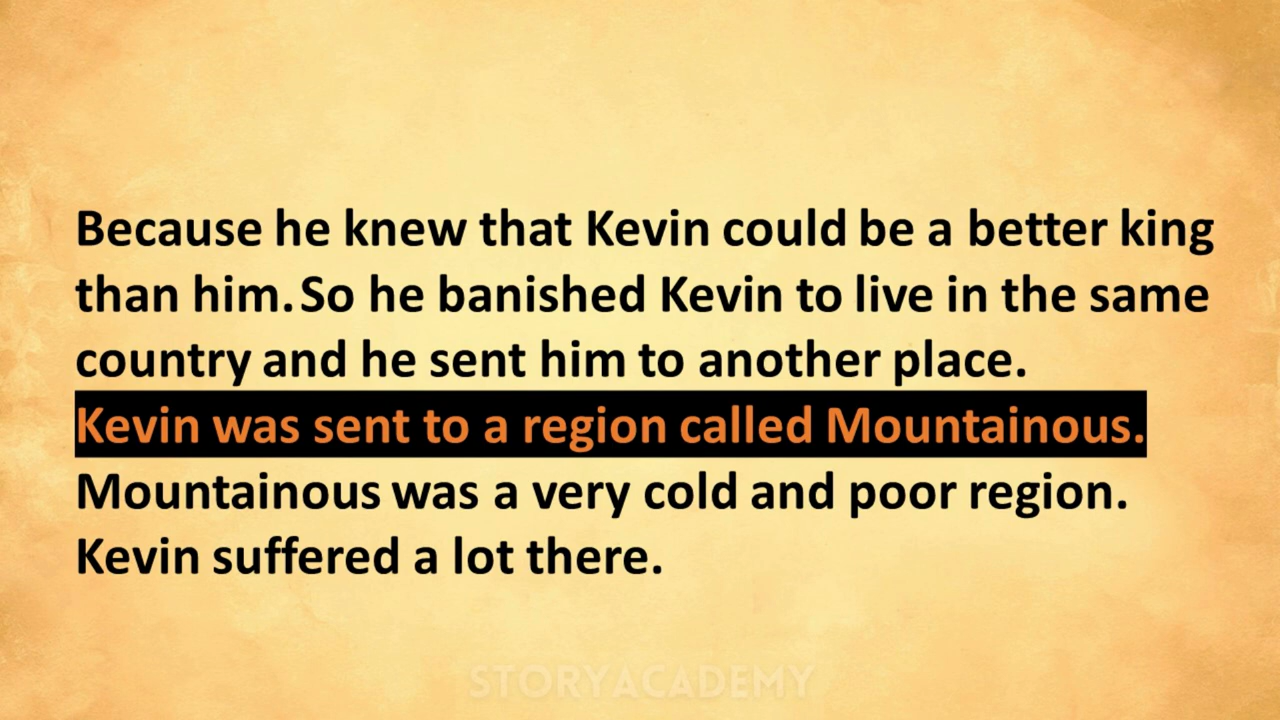 Because he knew that Kevin could be a better king
than him. So he banished Kevin to live in the same
country and he sent him to another place.
Kevin was sent to a region called Mountainous.
Mountainous was a very cold and poor region.
Kevin suffered a lot there.
STORYACADEMY